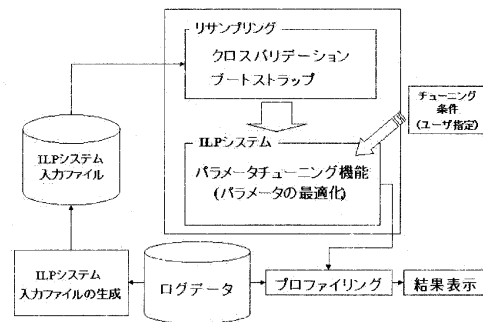 リサンプリング
クロスバリデーション
ブートストラップ
チューニング
条件
(ユーザ指定)
ILPシステム
パラメータチューニング機能
(パラメータの最適化)
ILPシステム
入力ファイル
ILPシステム
入力ファイルの生成
ログデータ
プロファイリング
結果表示